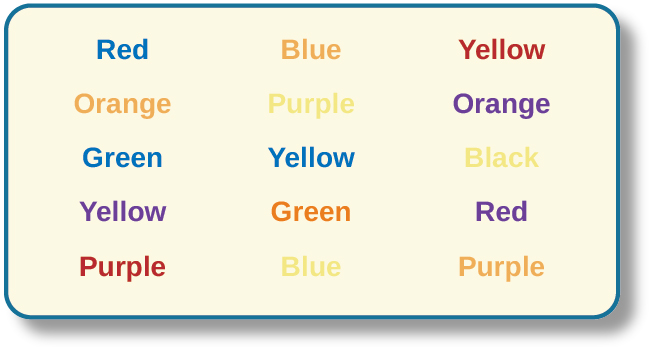 Red Blue Yellow
Orange Purple Orange
Green Yellow Black
Yellow Green Red
Purple Blue Purple